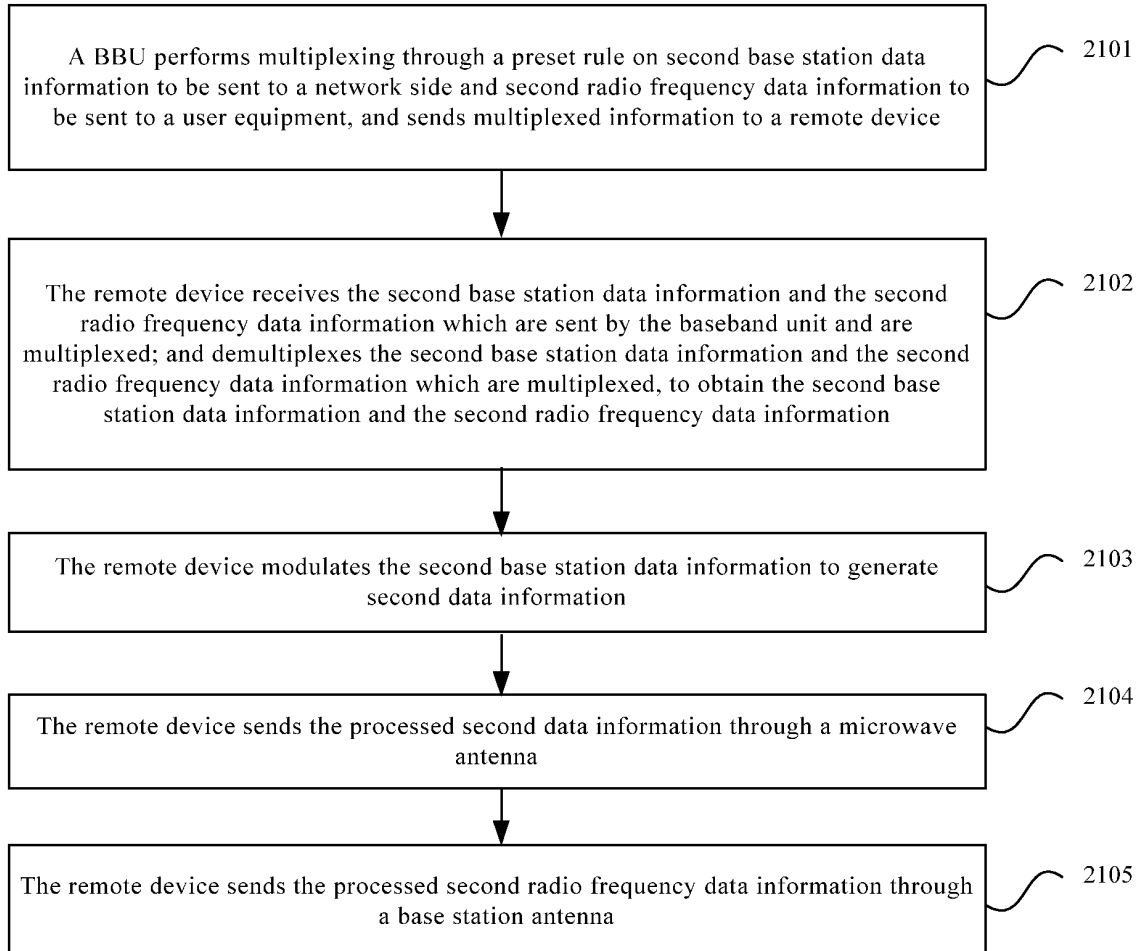 A BBU performs multiplexing through a preset rule on second base station data
information to be sent to a network side and second radio frequency data information to
be sent to a user equipment, and sends multiplexed information to a remote device
2101
The remote device receives the second base station data information and the second
radio frequency data information which are sent by the baseband unit and are
multiplexed; and demultiplexes the second base station data information and the second
radio frequency data information which are multiplexed, to obtain the second base
station data information and the second radio frequency data information
2102
The remote device modulates the second base station data information to generate
second data information
2103
The remote device sends the processed second data information through a microwave
antenna
2104
The remote device sends the processed second radio frequency data information through
a base station antenna
2105